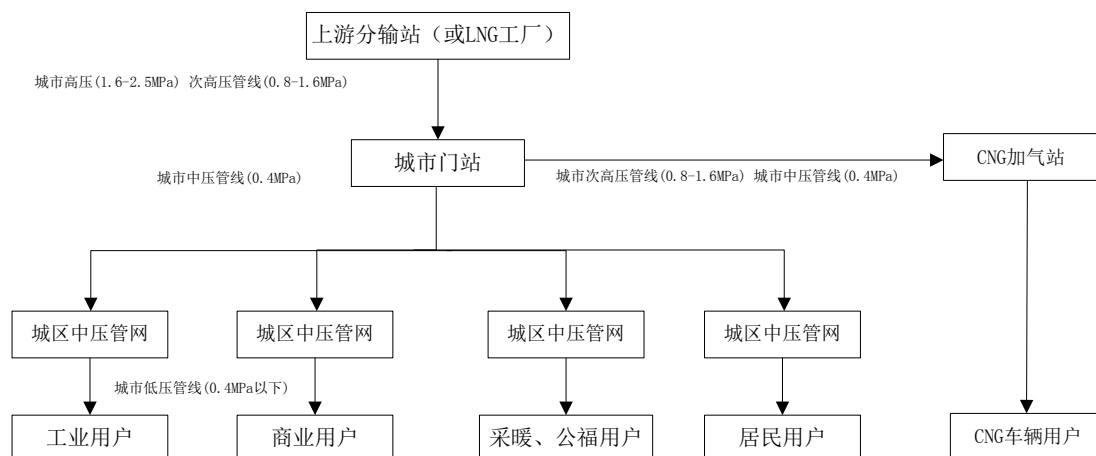 上游分输站（或LNG工厂）
城市高压(1.6-2.5MPa) 次高压管线(0.8-1.6MPa)
城市门站
CNG加气站
城市中压管线(0.4MPa)
城市次高压管线(0.8-1.6MPa) 城市中压管线(0.4MPa)
城区中压管网
城区中压管网
城区中压管网
城区中压管网
城市低压管线(0.4MPa以下)
工业用户
商业用户
采暖、公福用户
居民用户
CNG车辆用户